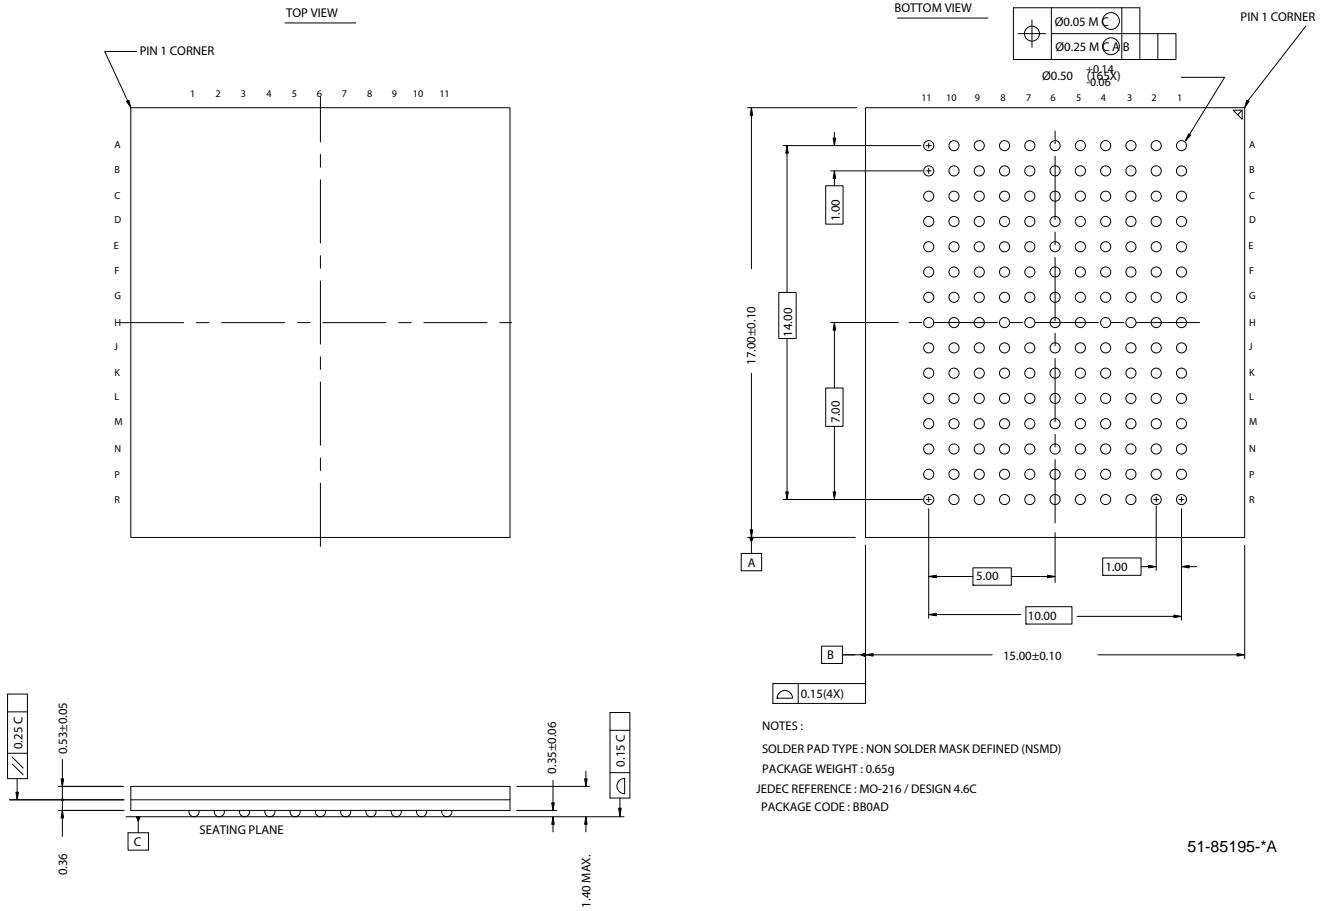 TOP VIEW
PIN 1 CORNER
1 2 3 4 5 6 7 8 9 10 11
A
B
C
D
E
F
G
H
J
K
L
M
N
P
R
BOTTOM VIEW
PIN 1 CORNER
Ø0.05 M C
Ø0.25 M C A B
Ø0.50 +0.14 -0.06 (165X)
11 10 9 8 7 6 5 4 3 2 1
A
B
C
D
E
F
G
H
J
K
L
M
N
P
R
1.00
14.00
17.00±0.10
7.00
A
5.00
1.00
10.00
B
15.00±0.10
0.15(4X)
0.25 C
0.53±0.05
0.36
C
SEATING PLANE
0.35±0.06
0.15 C
1.40 MAX.
NOTES :
SOLDER PAD TYPE : NON SOLDER MASK DEFINED (NSMD)
PACKAGE WEIGHT : 0.65g
JEDEC REFERENCE : MO-216 / DESIGN 4.6C
PACKAGE CODE : BB0AD
51-85195-*A